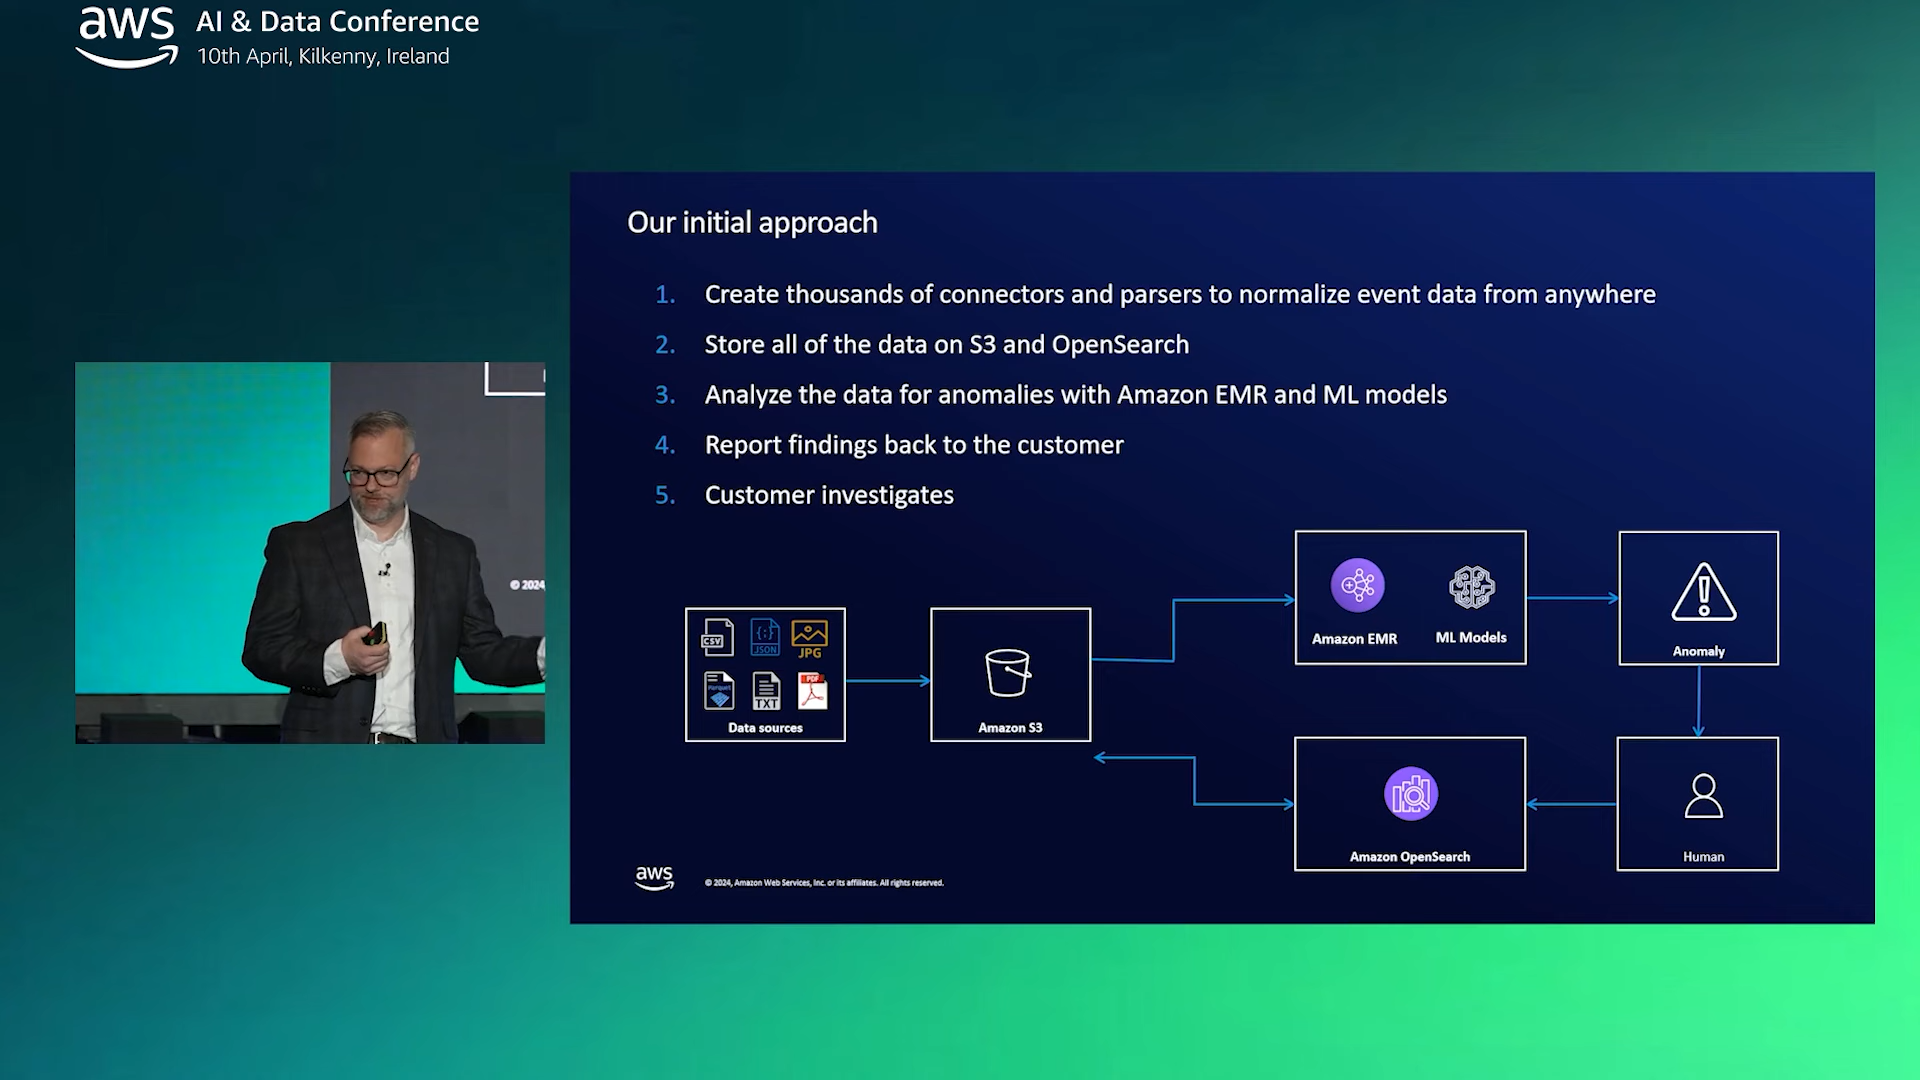 aws
AI & Data Conference
10th April, Kilkenny, Ireland
Our initial approach
1. Create thousands of connectors and parsers to normalize event data from anywhere
2. Store all of the data on S3 and OpenSearch
3. Analyze the data for anomalies with Amazon EMR and ML models
4. Report findings back to the customer
5. Customer investigates
CSV
{:}
JSON
JPG
Parquet
TXT
PDF
Data sources
Amazon S3
Amazon EMR
ML Models
Anomaly
Amazon OpenSearch
Human
aws
© 2024, Amazon Web Services, Inc. or its affiliates. All rights reserved.
© 2024,